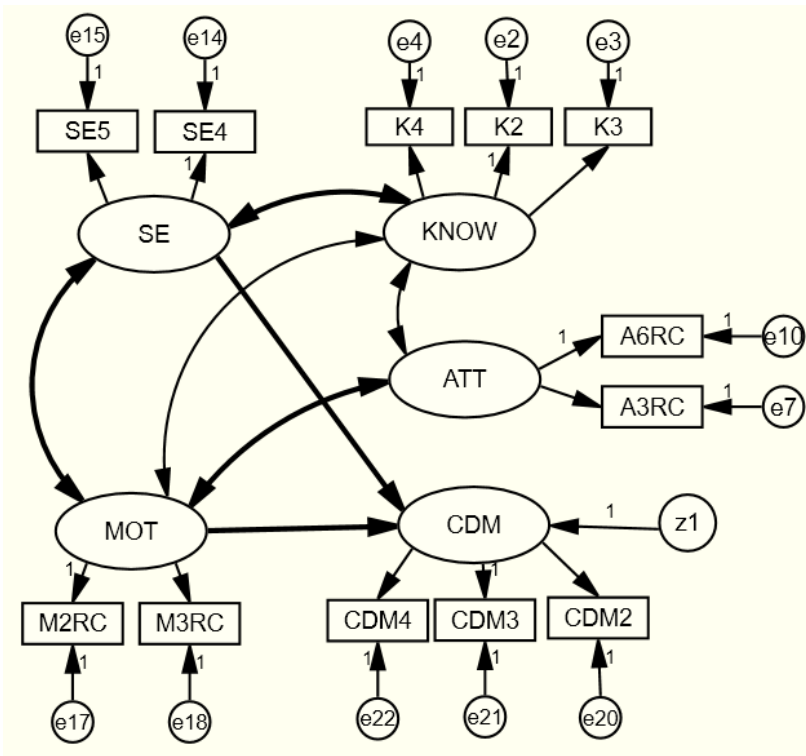 e15 e14 e4 e2 e3
1 1 1 1 1
SE5 SE4 K4 K2 K3
1 1
SE KNOW
1 A6RC 1 e10
ATT
A3RC 1 e7
MOT CDM 1 z1
1 1
M2RC M3RC CDM4 CDM3 CDM2
1 1 1 1 1
e17 e18 e22 e21 e20